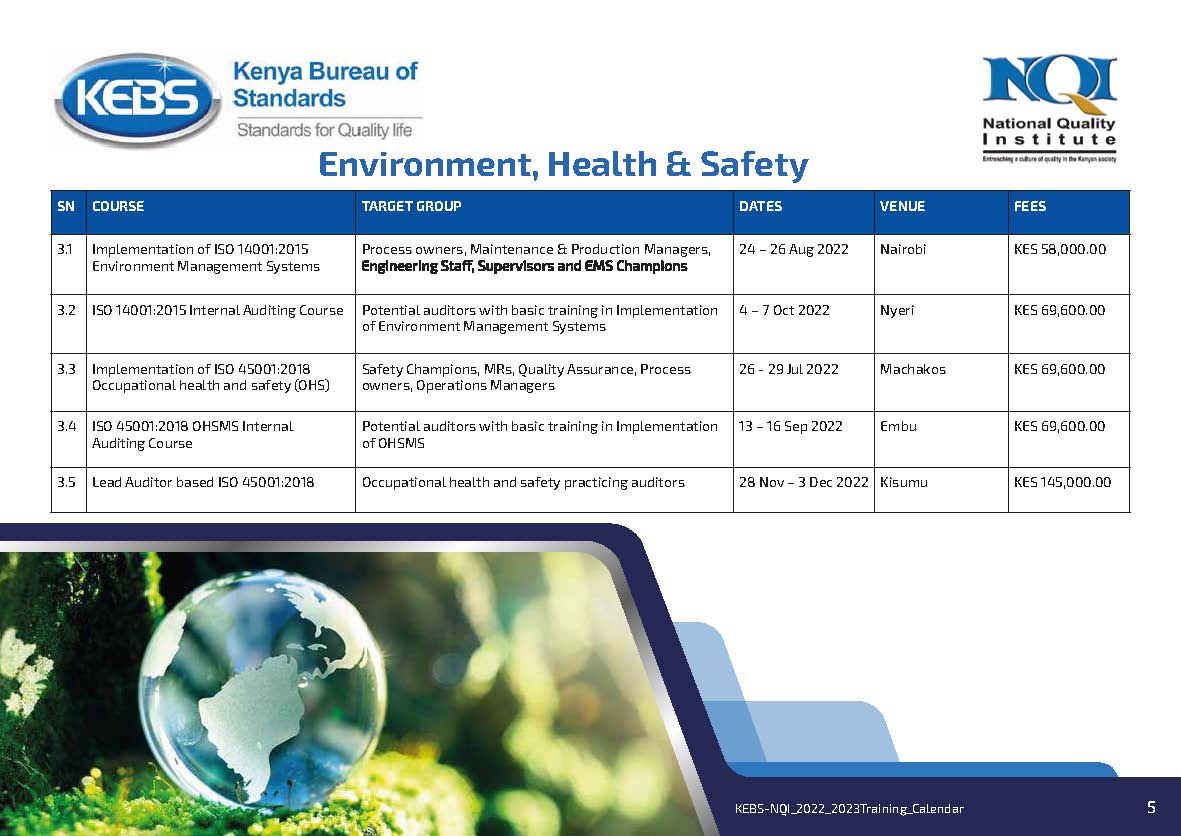 KEBS
Kenya Bureau of
Standards
Standards for Quality life
NQI
National Quality
Institute
Entrenching a culture of quality in the Kenyan society
Environment, Health & Safety
SN COURSE TARGET GROUP DATES VENUE FEES
3.1 Implementation of ISO 14001:2015 Process owners, Maintenance & Production Managers, 24 – 26 Aug 2022 Nairobi KES 58,000.00
Environment Management Systems Engineering Staff, Supervisors and EMS Champions
3.2 ISO 14001:2015 Internal Auditing Course Potential auditors with basic training in Implementation 4 – 7 Oct 2022 Nyeri KES 69,600.00
of Environment Management Systems
3.3 Implementation of ISO 45001:2018 Safety Champions, MRs, Quality Assurance, Process 26 - 29 Jul 2022 Machakos KES 69,600.00
Occupational health and safety (OHS) owners, Operations Managers
3.4 ISO 45001:2018 OHSMS Internal Potential auditors with basic training in Implementation 13 – 16 Sep 2022 Embu KES 69,600.00
Auditing Course of OHSMS
3.5 Lead Auditor based ISO 45001:2018 Occupational health and safety practicing auditors 28 Nov – 3 Dec 2022 Kisumu KES 145,000.00
KEBS-NQI_2022_2023Training_Calendar 5